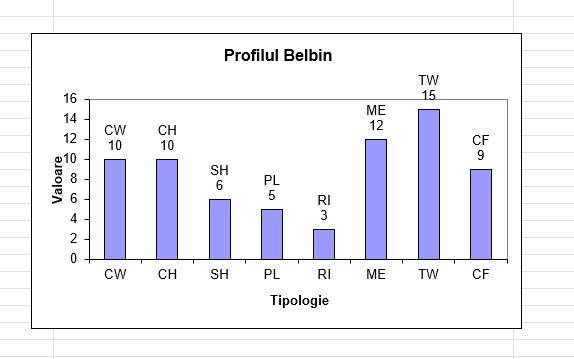 Profilul Belbin
Valoare
16
14
12
10
8
6
4
2
0
CW
10
CH
10
SH
6
PL
5
RI
3
ME
12
TW
15
CF
9
CW CH SH PL RI ME TW CF
Tipologie